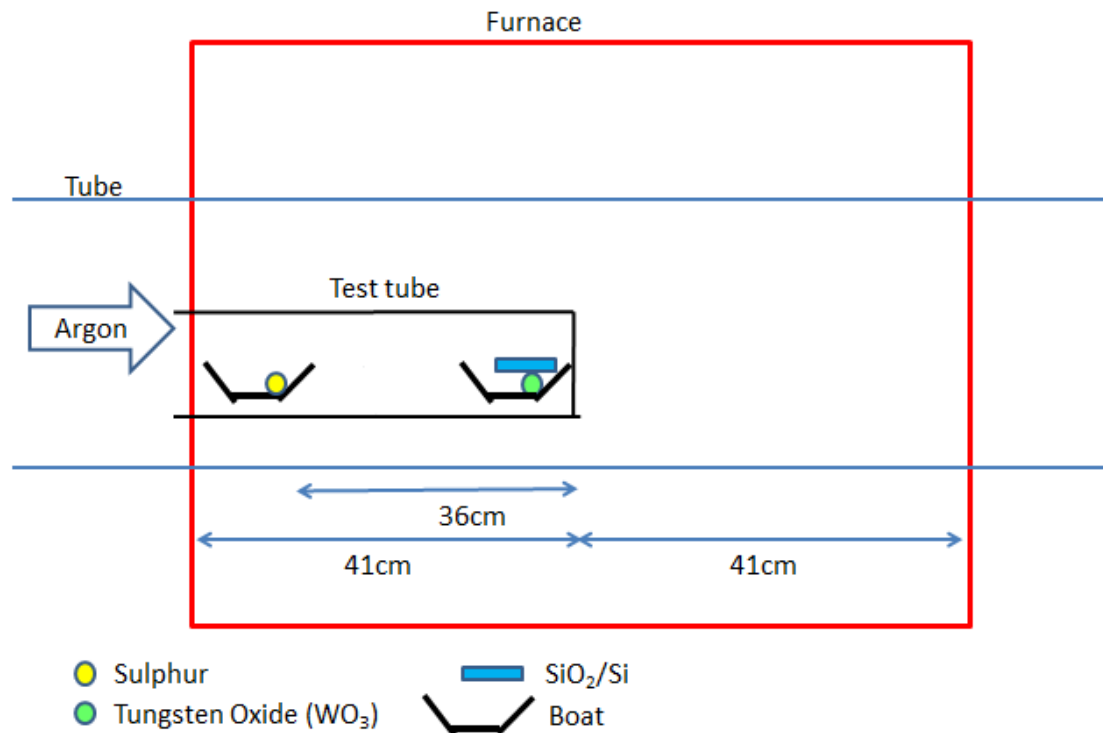 Furnace
Tube
Test tube
Argon
36cm
41cm
41cm
Sulphur
SiO₂/Si
Tungsten Oxide (WO₃)
Boat